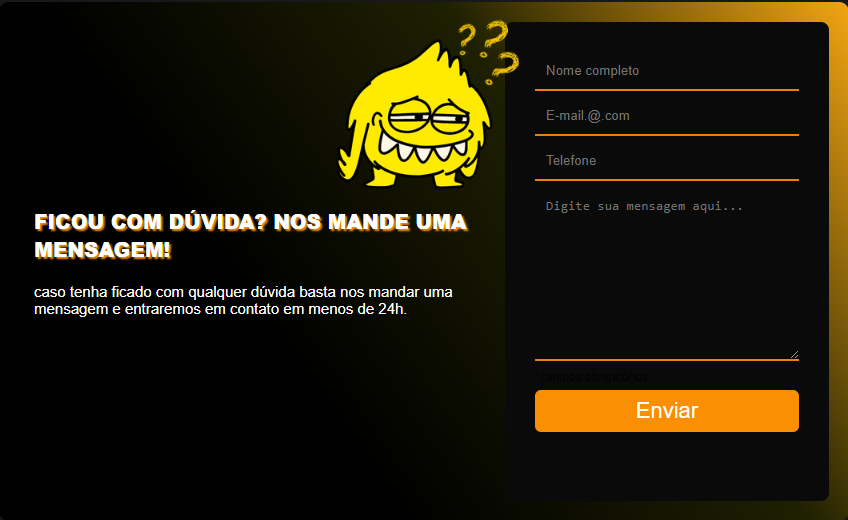 FICOU COM DÚVIDA? NOS MANDE UMA
MENSAGEM!
caso tenha ficado com qualquer dúvida basta nos mandar uma
mensagem e entraremos em contato em menos de 24h.
???
Nome completo
E-mail.@.com
Telefone
Digite sua mensagem aqui...
*campos obrigatórios
Enviar